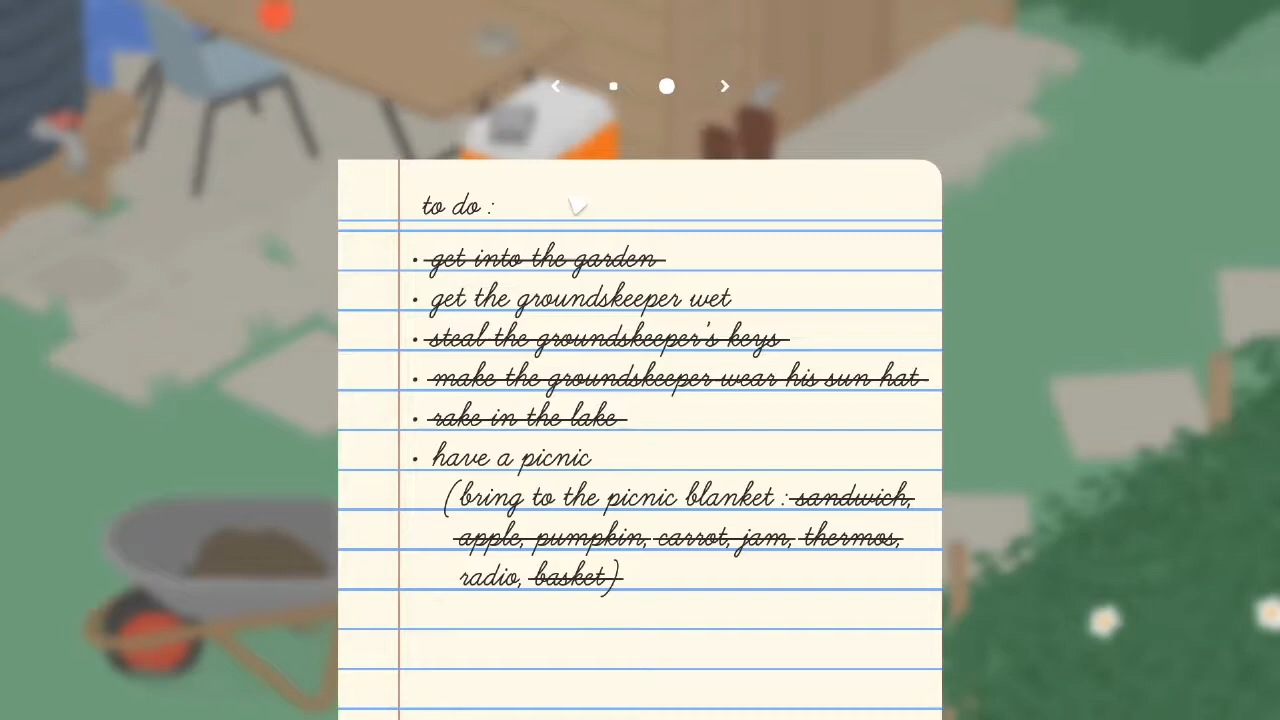 to do :
• get into the garden
• get the groundskeeper wet
• steal the groundskeeper's keys
• make the groundskeeper wear his sun hat
• rake in the lake
• have a picnic
(bring to the picnic blanket : sandwich,
apple, pumpkin, carrot, jam, thermos,
radio, basket)